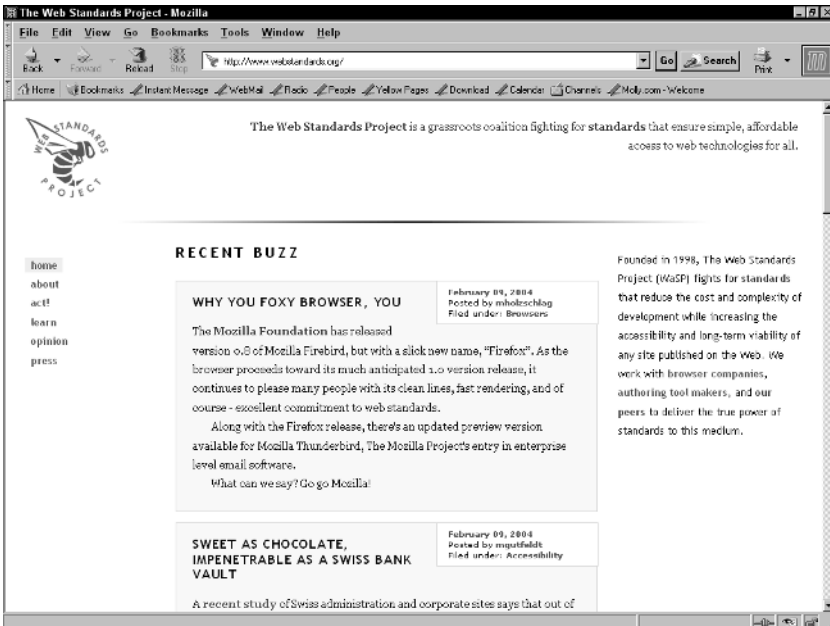 The Web Standards Project - Mozilla
File Edit View Go Bookmarks Tools Window Help
Back Forward Reload Stop http://www.webstandards.org/ Go Search Print
Home Bookmarks Instant Message WebMail Radio People Yellow Pages Download Calendar Channels Molly.com - Welcome
WEB STANDARDS PROJECT
The Web Standards Project is a grassroots coalition fighting for standards that ensure simple, affordable
access to web technologies for all.
home
about
act!
learn
opinion
press
RECENT BUZZ
WHY YOU FOXY BROWSER, YOU
February 09, 2004
Posted by mholzschlag
Filed under: Browsers
The Mozilla Foundation has released
version 0.8 of Mozilla Firebird, but with a slick new name, “Firefox”. As the
browser proceeds toward its much anticipated 1.0 version release, it
continues to please many people with its clean lines, fast rendering, and of
course - excellent commitment to web standards.
Along with the Firefox release, there's an updated preview version
available for Mozilla Thunderbird, The Mozilla Project's entry in enterprise
level email software.
What can we say? Go go Mozilla!
SWEET AS CHOCOLATE,
IMPENETRABLE AS A SWISS BANK
VAULT
February 09, 2004
Posted by mgutfeldt
Filed under: Accessibility
A recent study of Swiss administration and corporate sites says that out of
Founded in 1998, The Web Standards
Project (WaSP) fights for standards
that reduce the cost and complexity of
development while increasing the
accessibility and long-term viability of
any site published on the Web. We
work with browser companies,
authoring tool makers, and our
peers to deliver the true power of
standards to this medium.